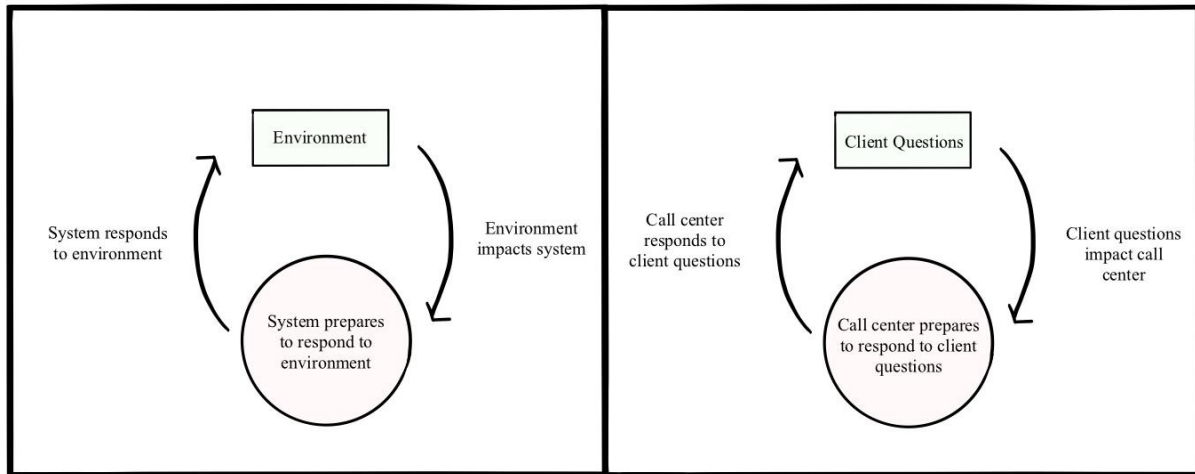 Environment
System responds
to environment
Environment
impacts system
System prepares
to respond to
environment
Client Questions
Call center
responds to
client questions
Client questions
impact call
center
Call center prepares
to respond to client
questions